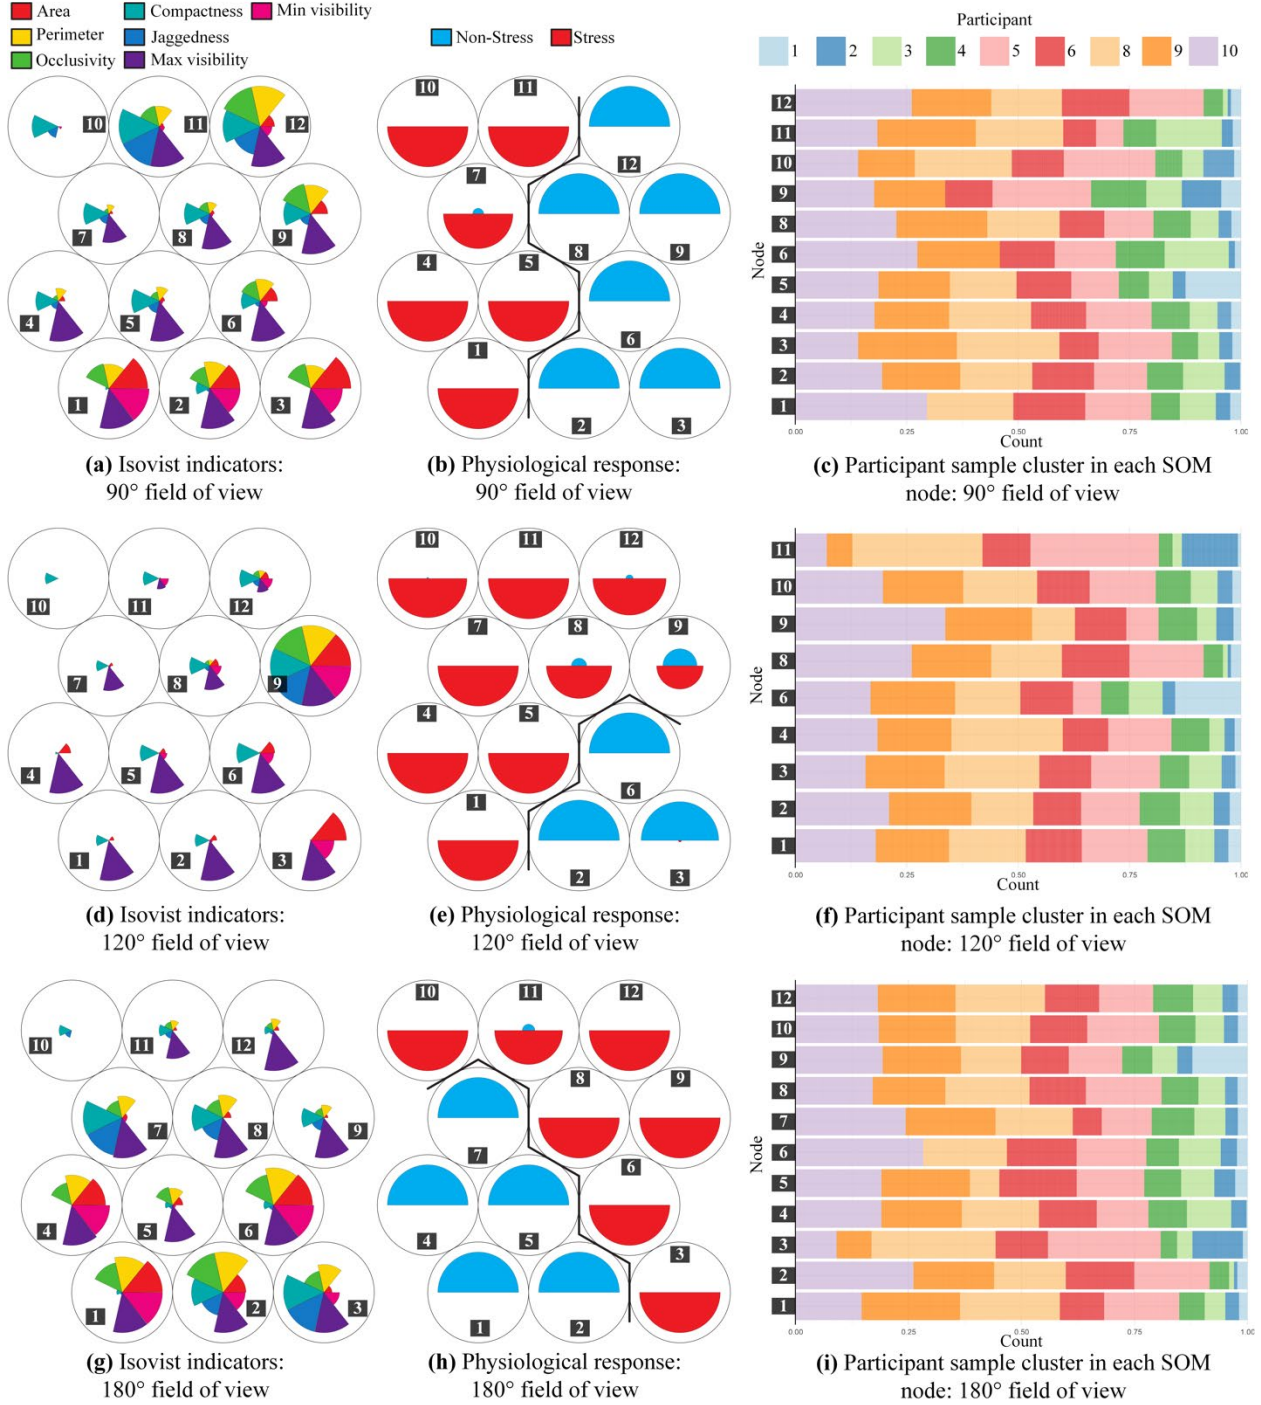 Area
Compactness
Min visibility
Perimeter
Jaggedness
Occlusivity
Max visibility
10
11
12
7
8
9
4
5
6
1
2
3
(a) Isovist indicators:
90° field of view
Non-Stress
Stress
10
11
12
7
8
9
4
5
6
1
2
3
(b) Physiological response:
90° field of view
Participant
1 2 3 4 5 6 8 9 10
Node
12
11
10
9
8
6
5
4
3
2
1
0.00 0.25 0.50 0.75 1.00
Count
(c) Participant sample cluster in each SOM
node: 90° field of view
10
11
12
7
8
9
4
5
6
1
2
3
(d) Isovist indicators:
120° field of view
10
11
12
7
8
9
4
5
6
1
2
3
(e) Physiological response:
120° field of view
Node
11
10
9
8
6
4
3
2
1
0.00 0.25 0.50 0.75 1.00
Count
(f) Participant sample cluster in each SOM
node: 120° field of view
10
11
12
7
8
9
4
5
6
1
2
3
(g) Isovist indicators:
180° field of view
10
11
12
7
8
9
4
5
6
1
2
3
(h) Physiological response:
180° field of view
Node
12
10
9
8
7
6
5
4
3
2
1
0.00 0.25 0.50 0.75 1.00
Count
(i) Participant sample cluster in each SOM
node: 180° field of view